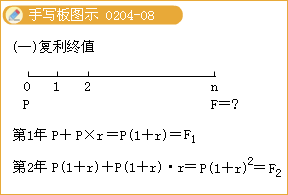 手写板图示 0204-08
(一)复利终值
0 1 2 n
P F=?
第1年 P+P×r=P(1+r)=F₁
第2年 P(1+r)+P(1+r)·r=P(1+r)²=F₂